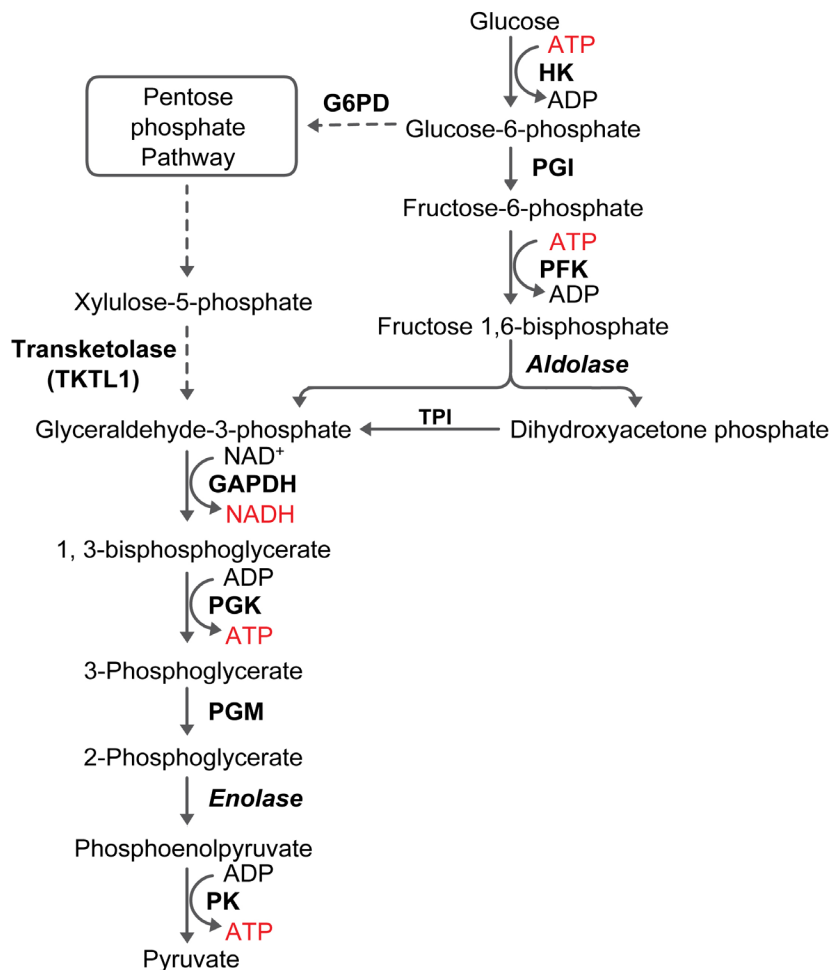 Glucose
ATP
HK
ADP
Pentose
phosphate
Pathway
G6PD
Glucose-6-phosphate
PGI
Fructose-6-phosphate
ATP
PFK
ADP
Xylulose-5-phosphate
Fructose 1,6-bisphosphate
Transketolase
(TKTL1)
Aldolase
Glyceraldehyde-3-phosphate
TPI
Dihydroxyacetone phosphate
NAD⁺
GAPDH
NADH
1, 3-bisphosphoglycerate
ADP
PGK
ATP
3-Phosphoglycerate
PGM
2-Phosphoglycerate
Enolase
Phosphoenolpyruvate
ADP
PK
ATP
Pyruvate